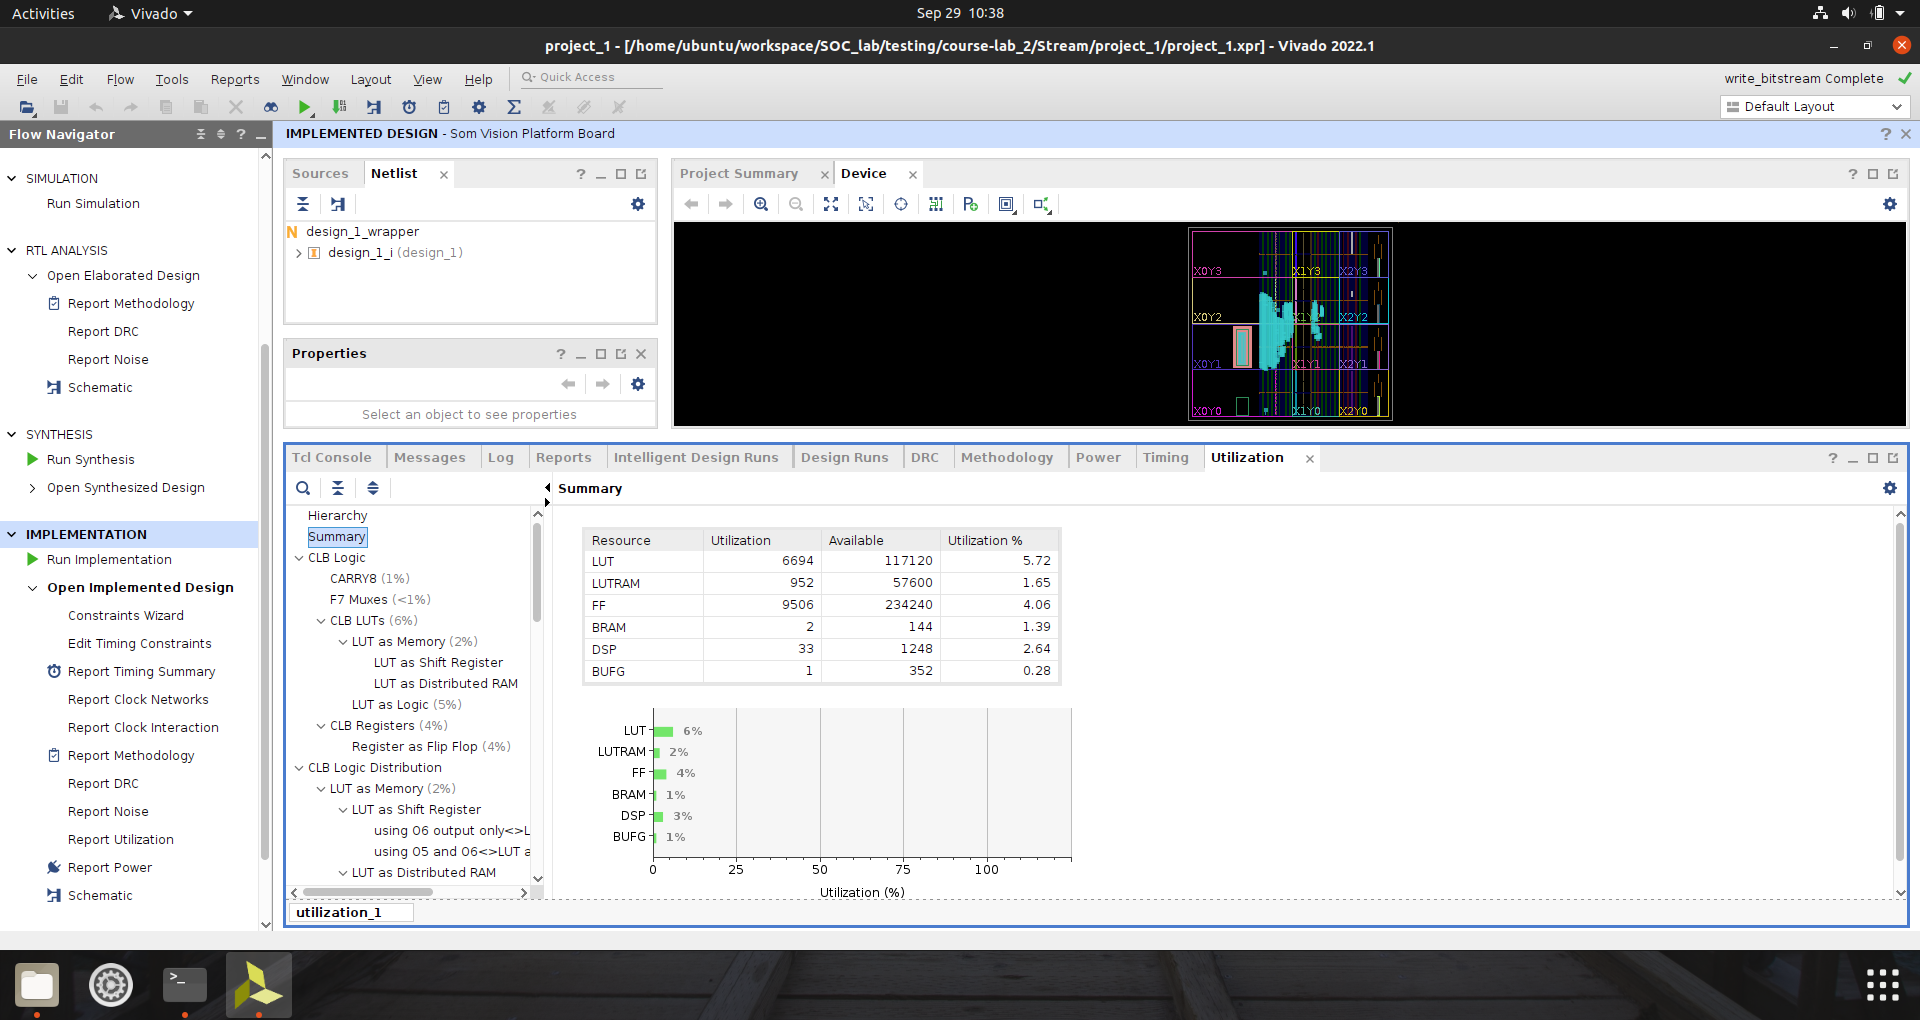 Activities
Vivado
Sep 29 10:38
project_1 - [/home/ubuntu/workspace/SOC_lab/testing/course-lab_2/Stream/project_1/project_1.xpr] - Vivado 2022.1
File Edit Flow Tools Reports Window Layout View Help
Quick Access
write_bitstream Complete
Default Layout
Flow Navigator
SIMULATION
Run Simulation
RTL ANALYSIS
Open Elaborated Design
Report Methodology
Report DRC
Report Noise
Schematic
SYNTHESIS
Run Synthesis
Open Synthesized Design
IMPLEMENTATION
Run Implementation
Open Implemented Design
Constraints Wizard
Edit Timing Constraints
Report Timing Summary
Report Clock Networks
Report Clock Interaction
Report Methodology
Report DRC
Report Noise
Report Utilization
Report Power
Schematic
IMPLEMENTED DESIGN - Som Vision Platform Board
Sources Netlist
design_1_wrapper
design_1_i (design_1)
Properties
Select an object to see properties
Project Summary Device
X0Y3 X1Y3 X2Y3
X0Y2 X2Y2
X0Y1 X1Y1 X2Y1
X0Y0 X1Y0 X2Y0
Tcl Console Messages Log Reports Intelligent Design Runs Design Runs DRC Methodology Power Timing Utilization
Hierarchy
Summary
CLB Logic
CARRY8 (1%)
F7 Muxes (<1%)
CLB LUTs (6%)
LUT as Memory (2%)
LUT as Shift Register
LUT as Distributed RAM
LUT as Logic (5%)
CLB Registers (4%)
Register as Flip Flop (4%)
CLB Logic Distribution
LUT as Memory (2%)
LUT as Shift Register
using O6 output only<>L
using O5 and O6<>LUT a
LUT as Distributed RAM
Summary
Resource Utilization Available Utilization %
LUT 6694 117120 5.72
LUTRAM 952 57600 1.65
FF 9506 234240 4.06
BRAM 2 144 1.39
DSP 33 1248 2.64
BUFG 1 352 0.28
LUT 6%
LUTRAM 2%
FF 4%
BRAM 1%
DSP 3%
BUFG 1%
0 25 50 75 100
Utilization (%)
utilization_1